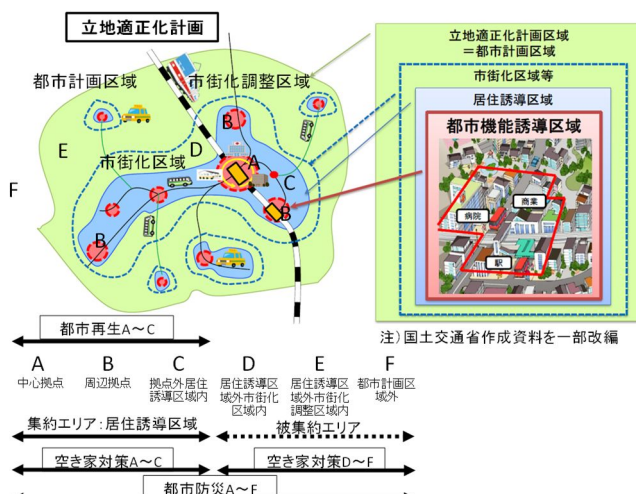 立地適正化計画
立地適正化計画区域
＝都市計画区域
都市計画区域
市街化調整区域
市街化区域等
居住誘導区域
都市機能誘導区域
B
E
D
A
市街化区域
C
F
B
B
商業
病院
駅
注）国土交通省作成資料を一部改編
都市再生A～C
A
B
C
D
E
F
中心拠点
周辺拠点
拠点外居住
誘導区域内
居住誘導区
域外市街化
区域内
居住誘導区
域外市街化
調整区域内
都市計画区
域外
集約エリア：居住誘導区域
被集約エリア
空き家対策A～C
空き家対策D～F
都市防災A～F